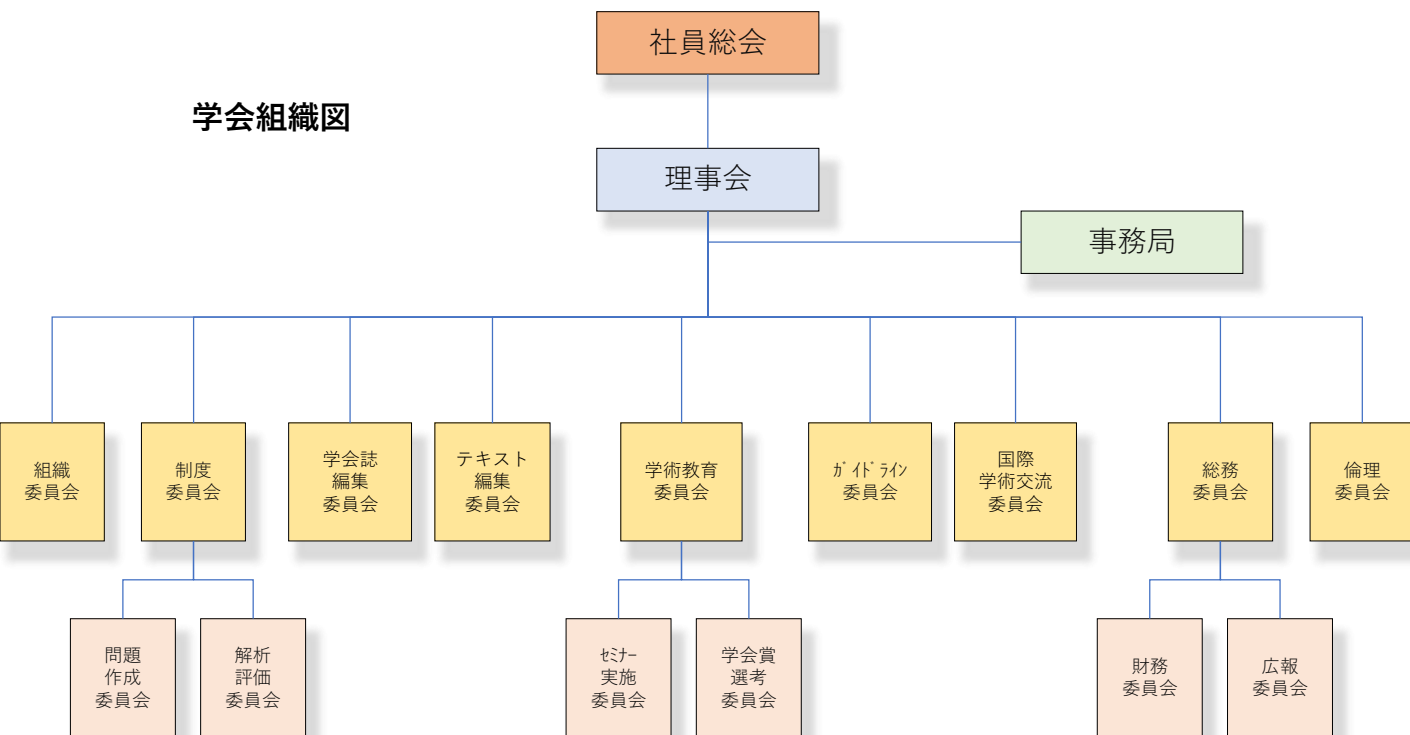 社員総会
学会組織図
理事会
事務局
組織
委員会
制度
委員会
学会誌
編集
委員会
テキスト
編集
委員会
学術教育
委員会
ｶﾞｲﾄﾞﾗｲﾝ
委員会
国際
学術交流
委員会
総務
委員会
倫理
委員会
問題
作成
委員会
解析
評価
委員会
ｾﾐﾅｰ
実施
委員会
学会賞
選考
委員会
財務
委員会
広報
委員会